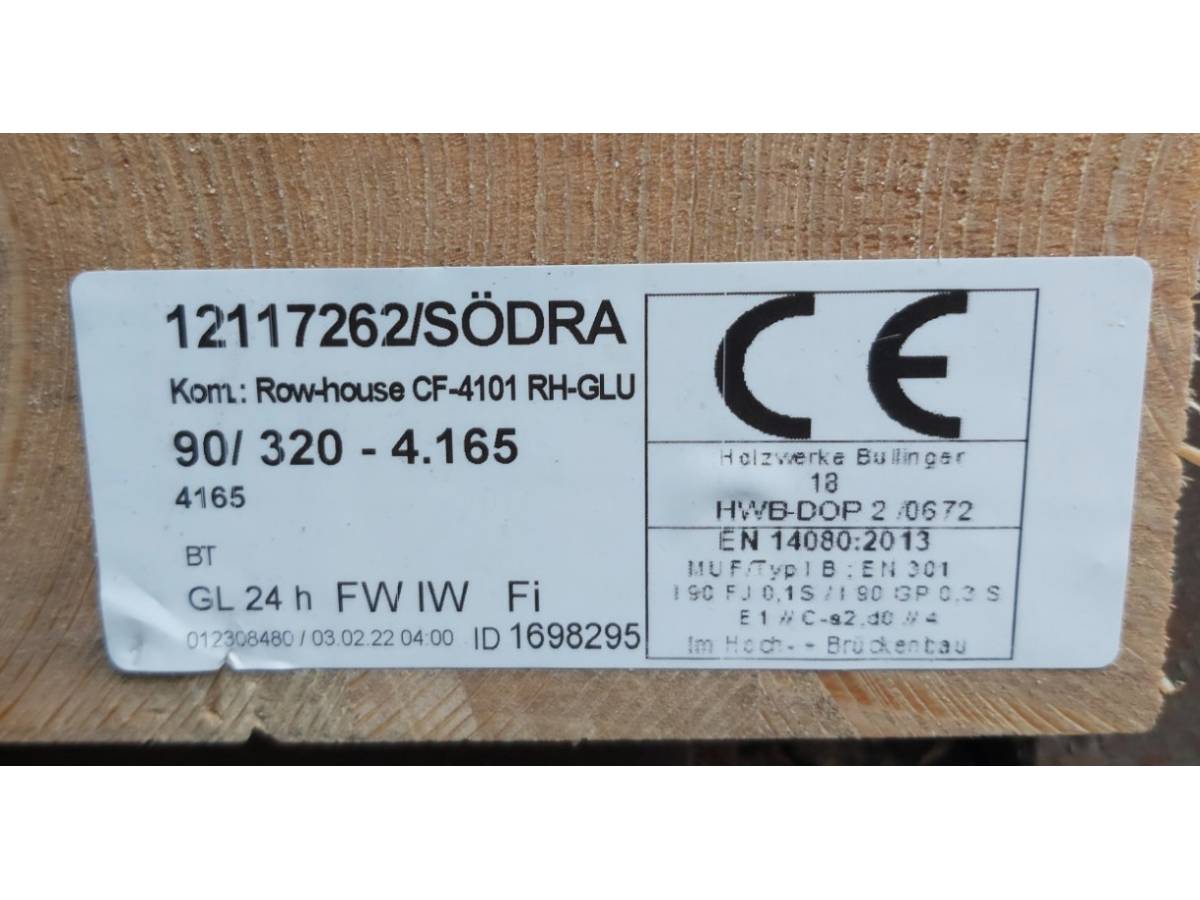 12117262/SÖDRA
Kom.: Row-house CF-4101 RH-GLU
90/ 320 - 4.165
4165
BT
GL 24 h FW IW Fi
012308480 / 03.02.22 04:00 ID 1698295
CE
Holzwerke Bullinger
18
HWB-DOP 2 /0672
EN 14080:2013
MUF/Typ I B : EN 301
I 90 FJ 0,1 S / I 90 GP 0,3 S
E 1 // C-s2,d0 // 4
Im Hoch- + Brückenbau